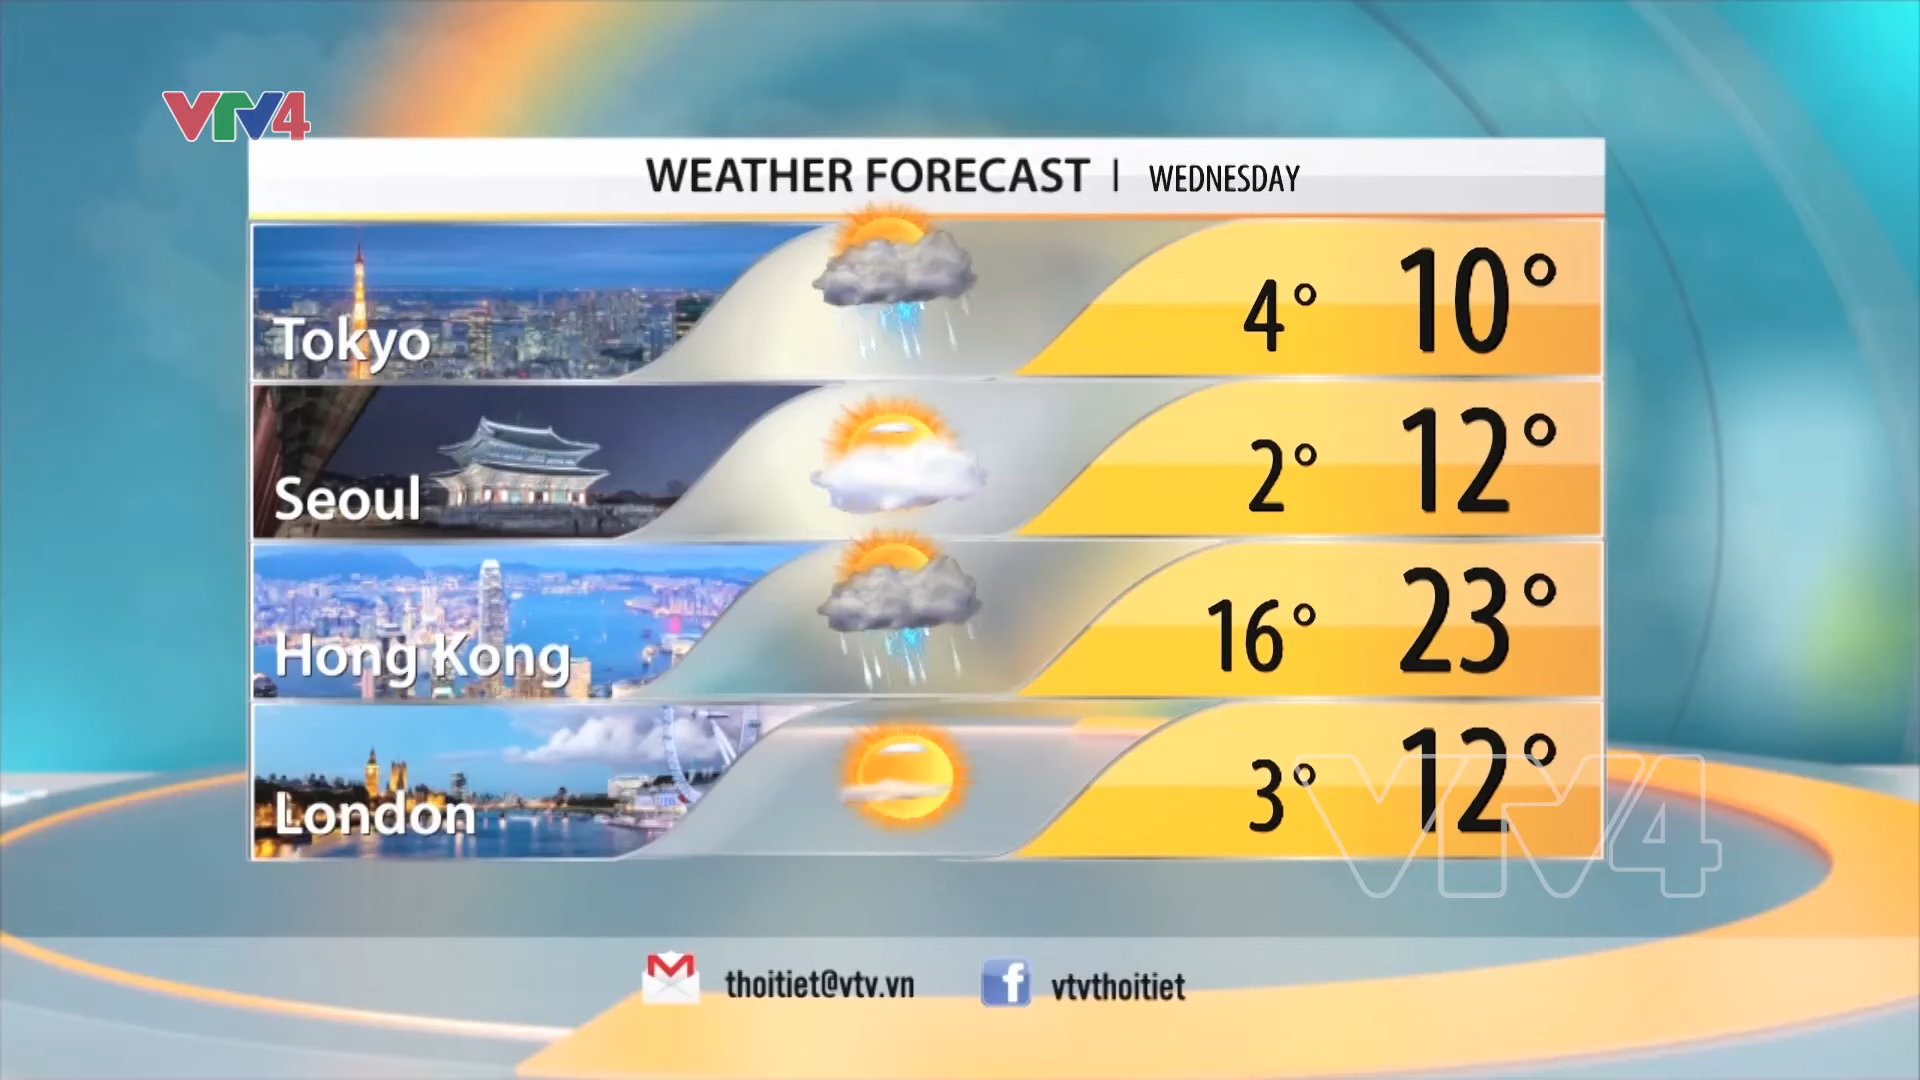 VTV4
WEATHER FORECAST | WEDNESDAY
Tokyo 4° 10°
Seoul 2° 12°
Hong Kong 16° 23°
London 3° 12°
VTV4
thoitiet@vtv.vn f vtvthoitiet